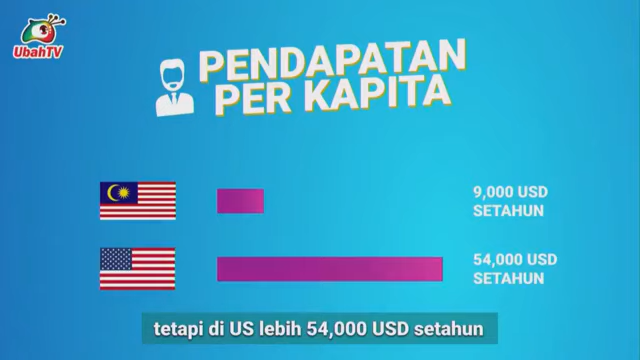 UbahTV
PENDAPATAN
PER KAPITA
9,000 USD
SETAHUN
54,000 USD
SETAHUN
tetapi di US lebih 54,000 USD setahun